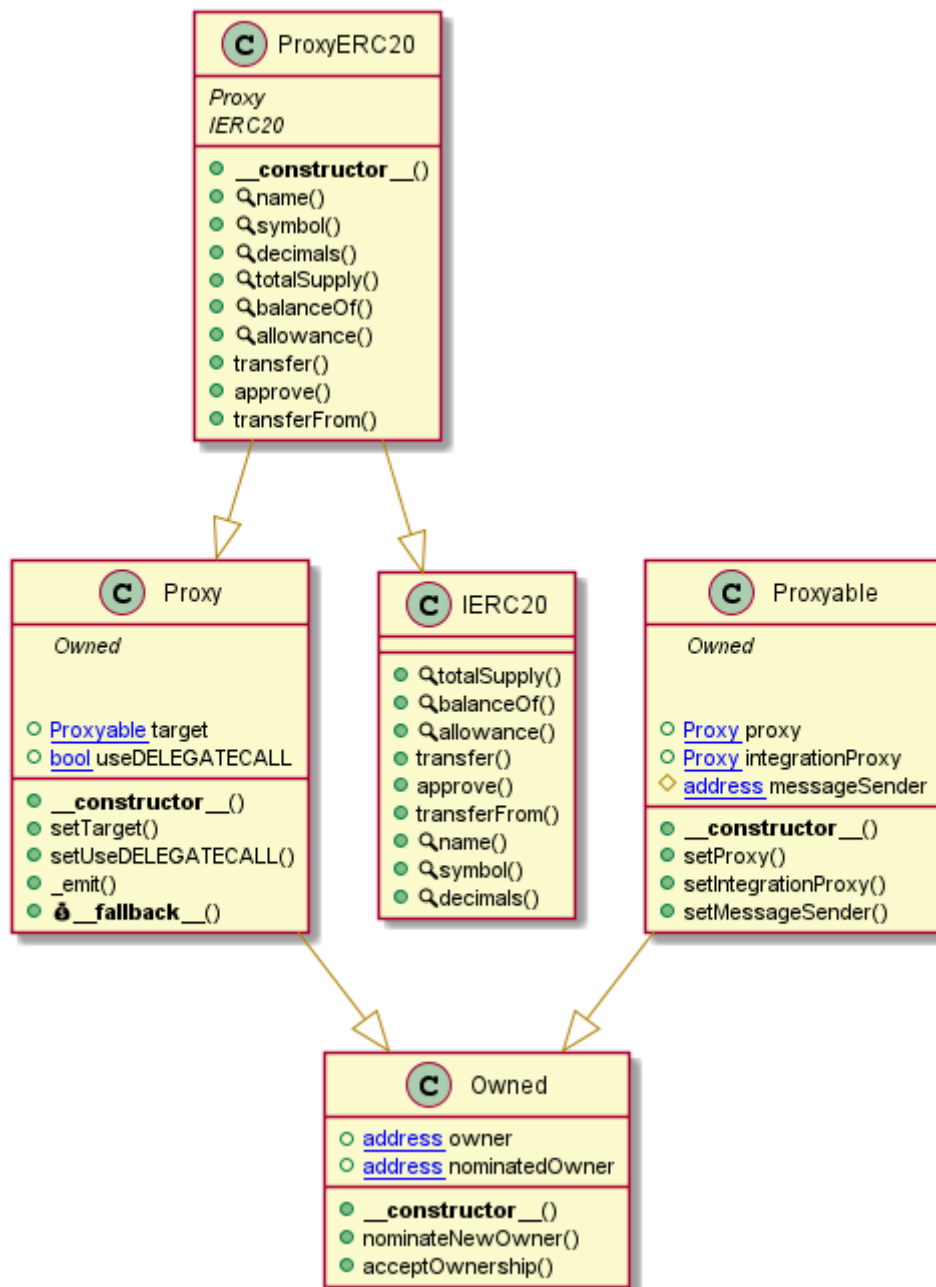 C ProxyERC20
Proxy
IERC20
__constructor__()
name()
symbol()
decimals()
totalSupply()
balanceOf()
allowance()
transfer()
approve()
transferFrom()
C Proxy
Owned
Proxyable target
bool useDELEGATECALL
__constructor__()
setTarget()
setUseDELEGATECALL()
_emit()
__fallback__()
C IERC20
totalSupply()
balanceOf()
allowance()
transfer()
approve()
transferFrom()
name()
symbol()
decimals()
C Proxyable
Owned
Proxy proxy
Proxy integrationProxy
address messageSender
__constructor__()
setProxy()
setIntegrationProxy()
setMessageSender()
C Owned
address owner
address nominatedOwner
__constructor__()
nominateNewOwner()
acceptOwnership()